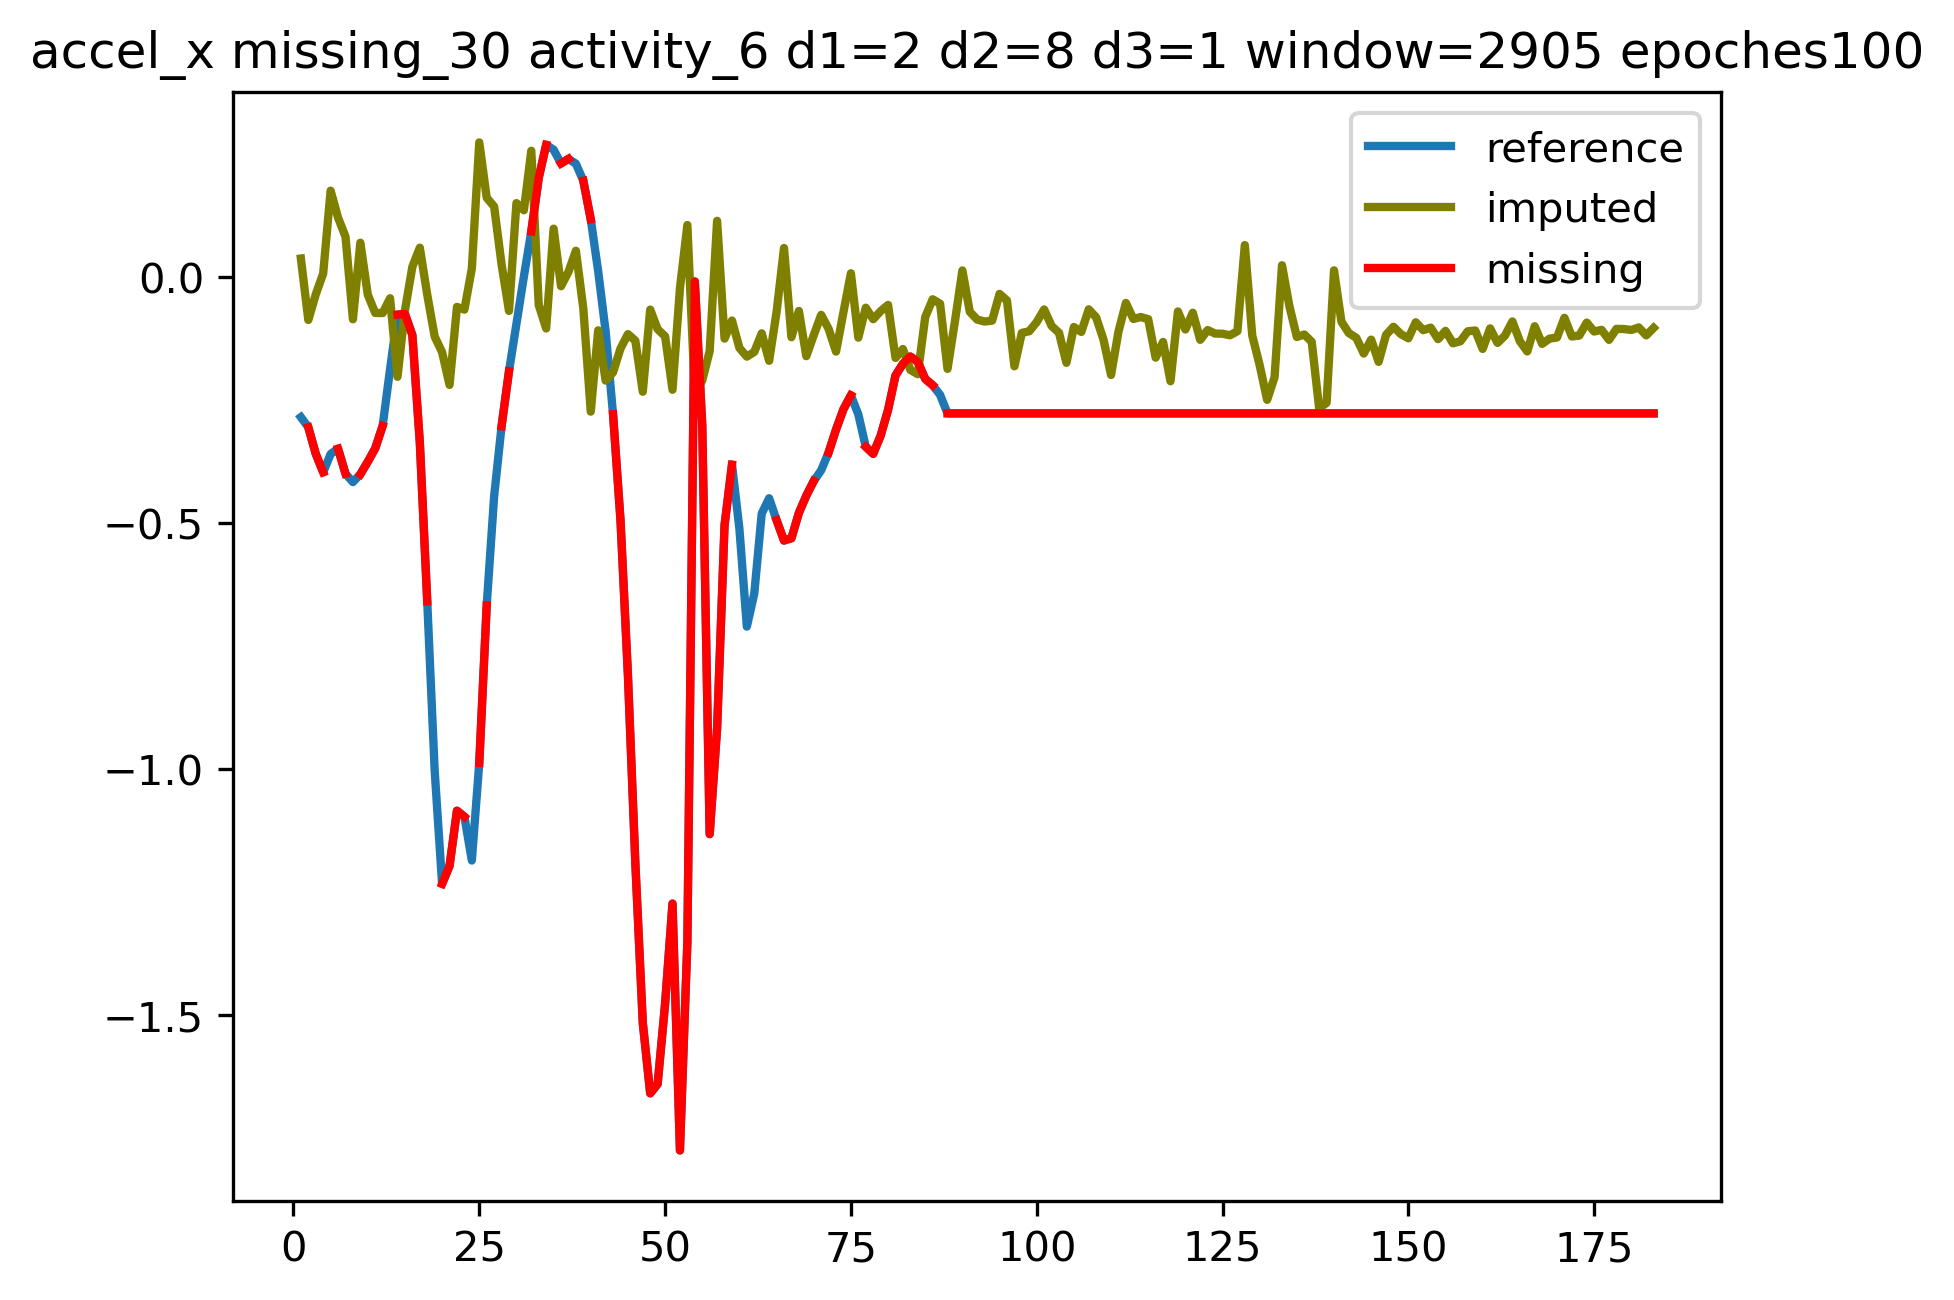 accel_x missing_30 activity_6 d1=2 d2=8 d3=1 window=2905 epoches100
reference
imputed
missing
0.0
−0.5
−1.0
−1.5
0 25 50 75 100 125 150 175